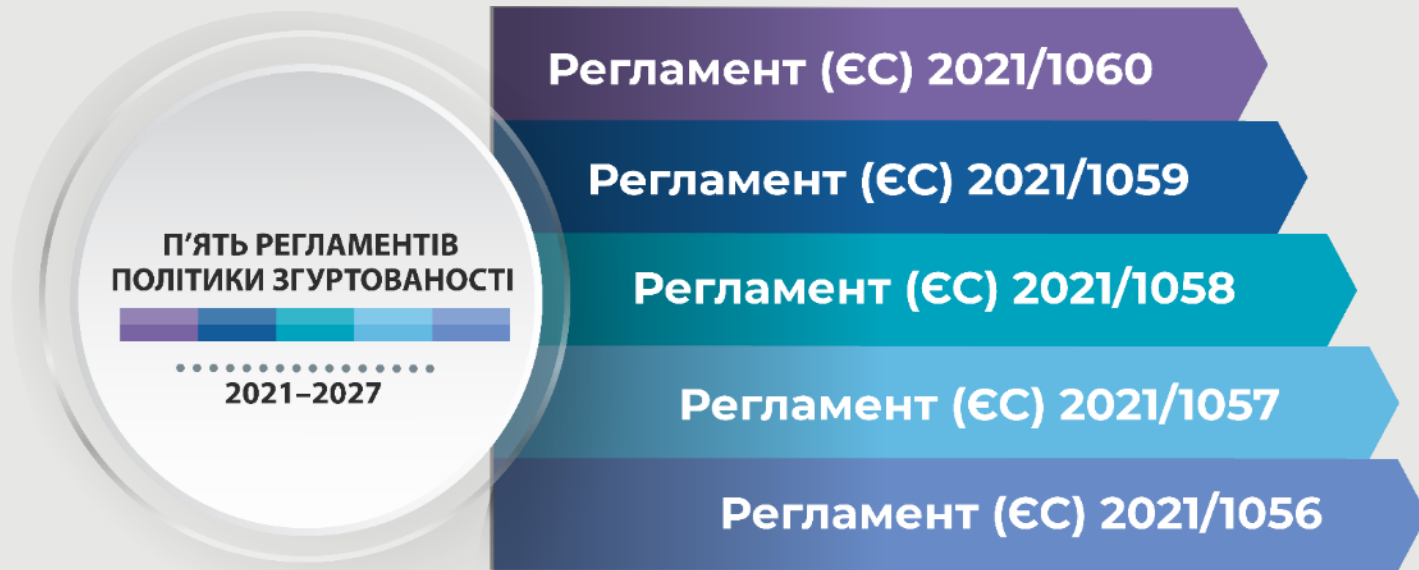 П’ЯТЬ РЕГЛАМЕНТІВ
ПОЛІТИКИ ЗГУРТОВАНОСТІ
2021–2027
Регламент (ЄС) 2021/1060
Регламент (ЄС) 2021/1059
Регламент (ЄС) 2021/1058
Регламент (ЄС) 2021/1057
Регламент (ЄС) 2021/1056